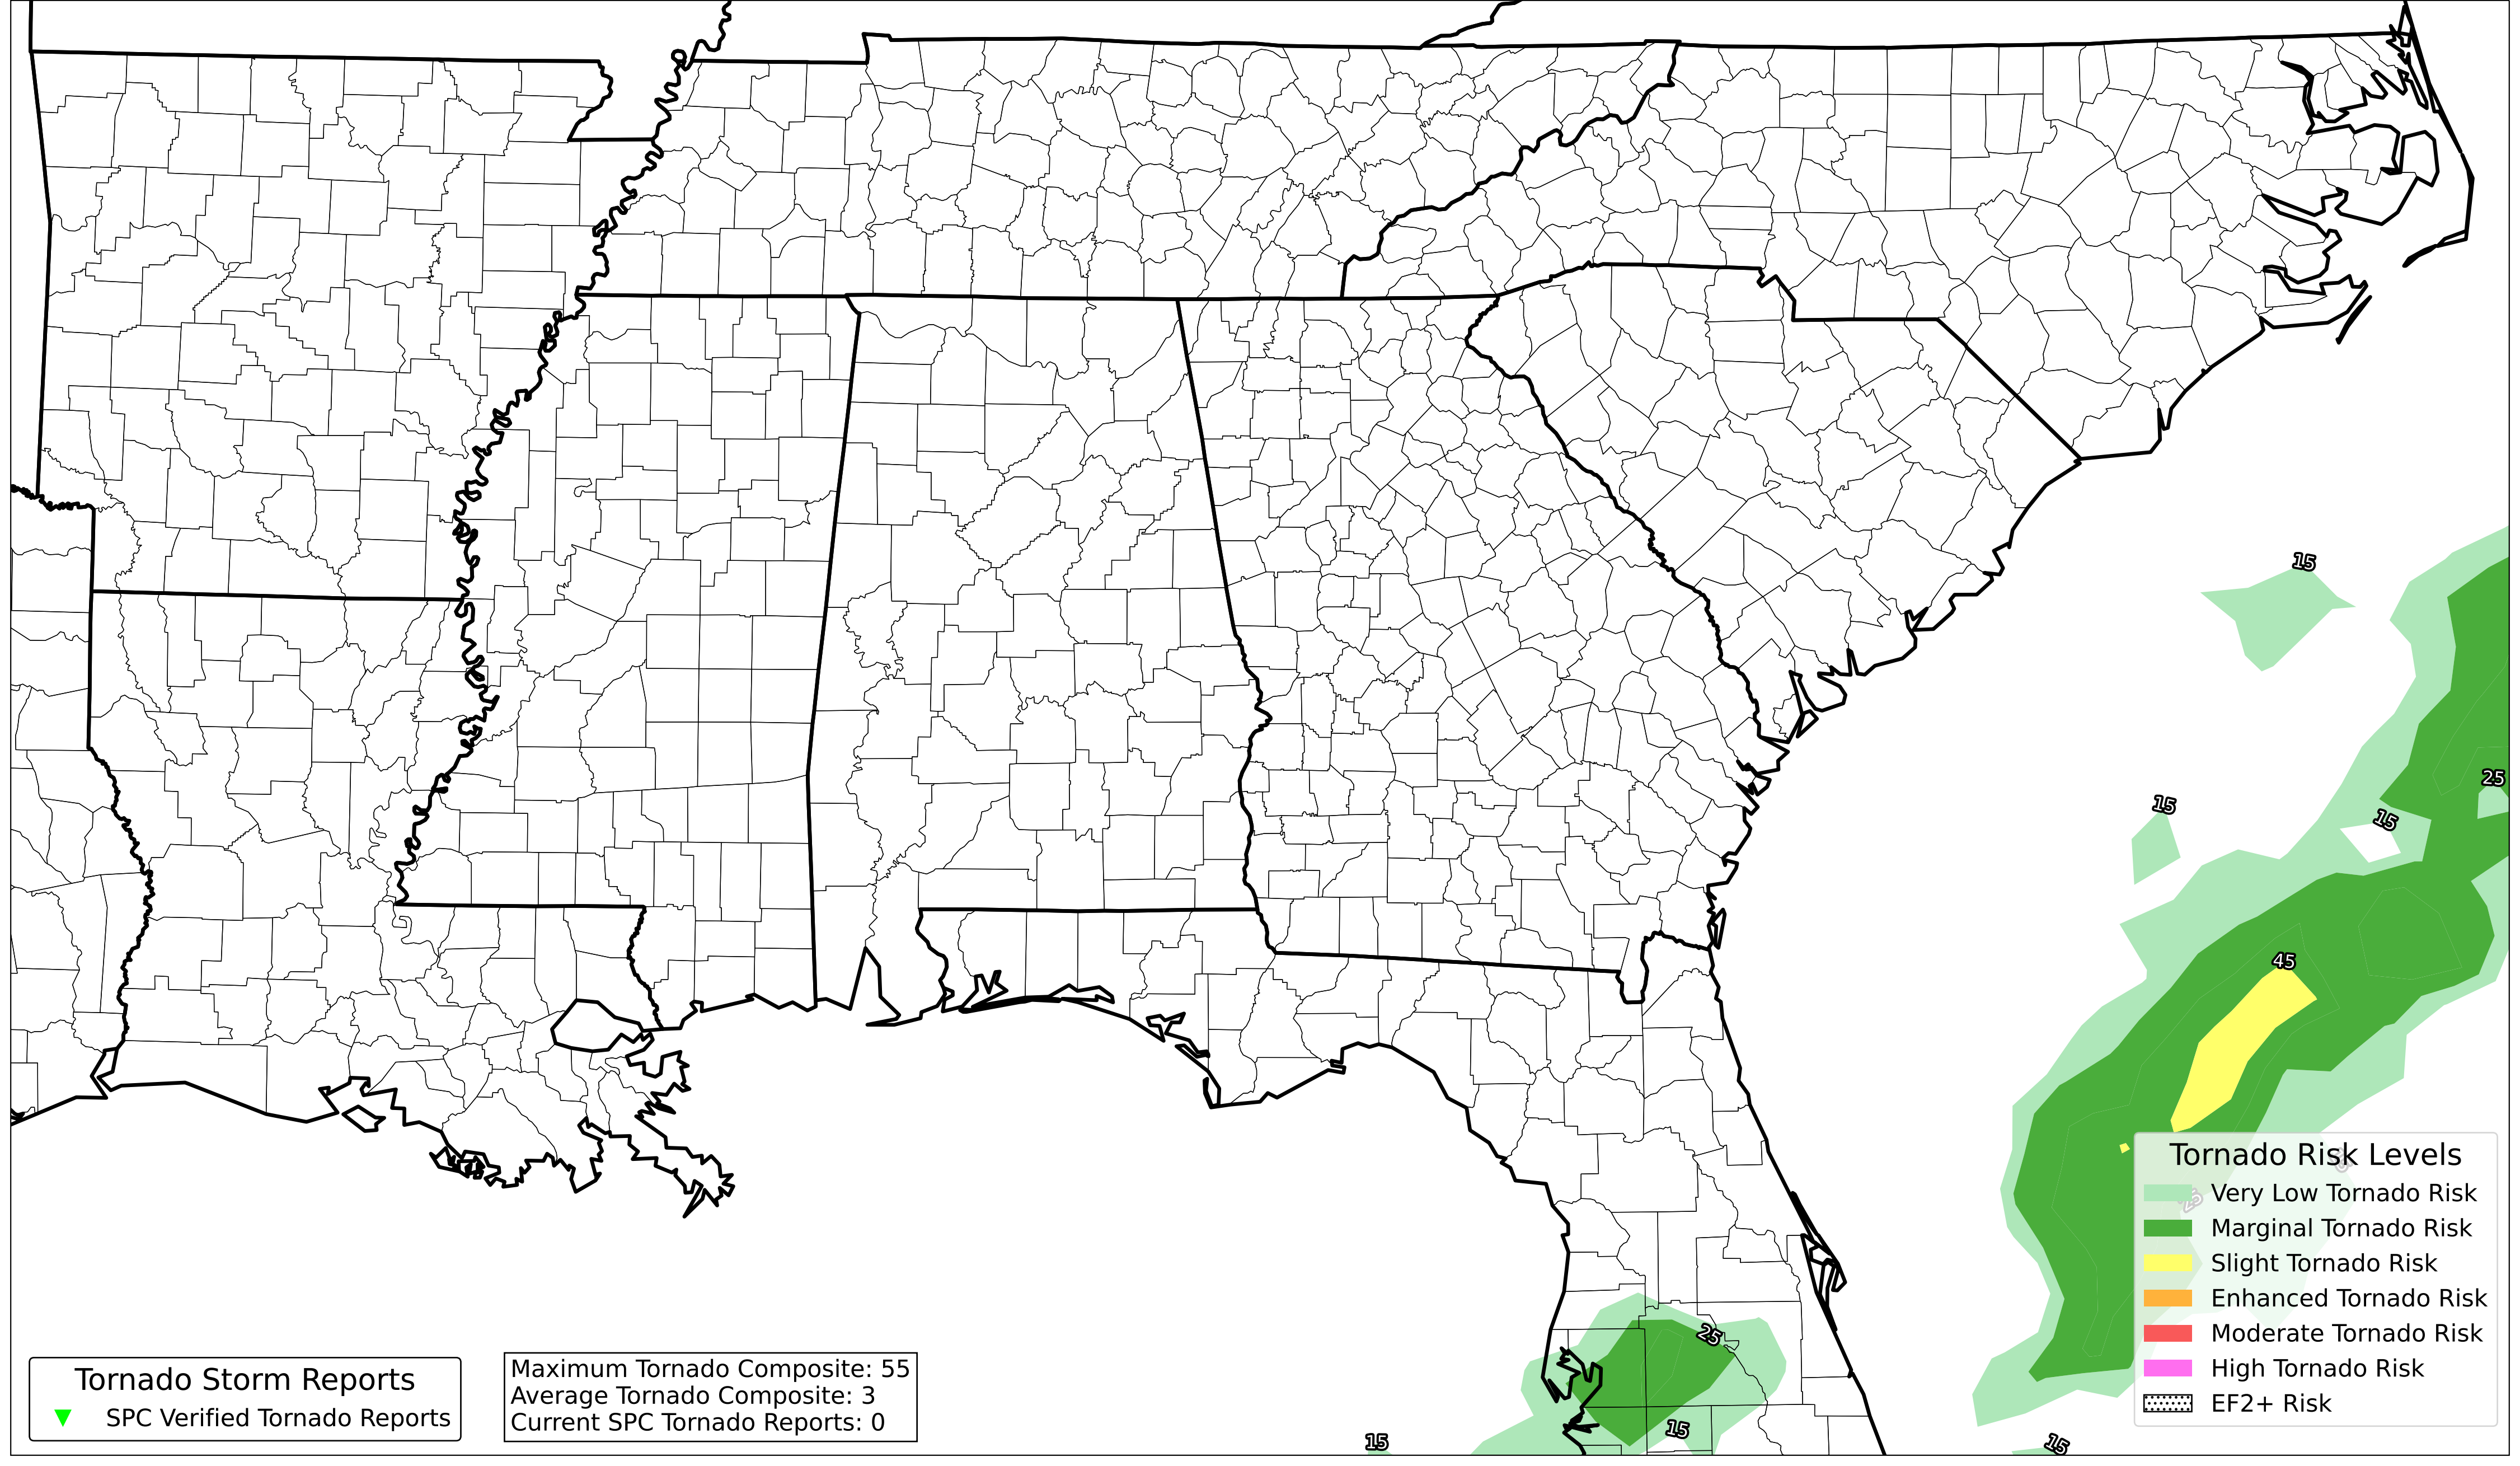 15
25
15
15
45
Tornado Risk Levels
Very Low Tornado Risk
25
Marginal Tornado Risk
Slight Tornado Risk
Enhanced Tornado Risk
Moderate Tornado Risk
High Tornado Risk
EF2+ Risk
25
15
15
15
Tornado Storm Reports
SPC Verified Tornado Reports
Maximum Tornado Composite: 55
Average Tornado Composite: 3
Current SPC Tornado Reports: 0